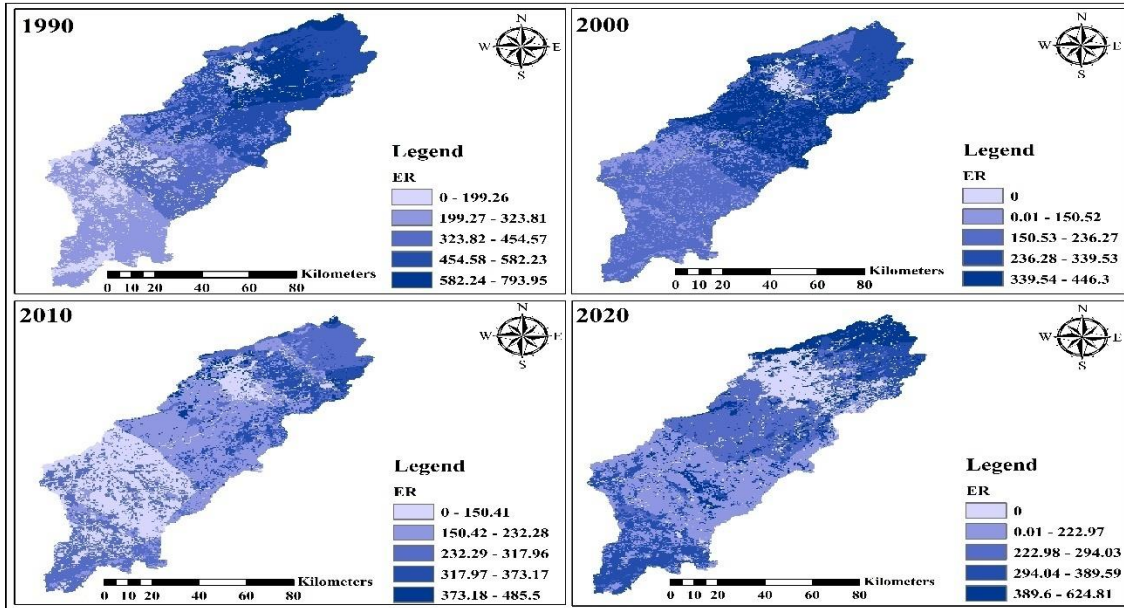 1990
N
W E
S
Legend
ER
0 - 199.26
199.27 - 323.81
323.82 - 454.57
454.58 - 582.23
582.24 - 793.95
Kilometers
0 10 20 40 60 80
2000
N
W E
S
Legend
ER
0
0.01 - 150.52
150.53 - 236.27
236.28 - 339.53
339.54 - 446.3
Kilometers
0 10 20 40 60 80
2010
N
W E
S
Legend
ER
0 - 150.41
150.42 - 232.28
232.29 - 317.96
317.97 - 373.17
373.18 - 485.5
Kilometers
0 10 20 40 60 80
2020
N
W E
S
Legend
ER
0
0.01 - 222.97
222.98 - 294.03
294.04 - 389.59
389.6 - 624.81
Kilometers
0 10 20 40 60 80